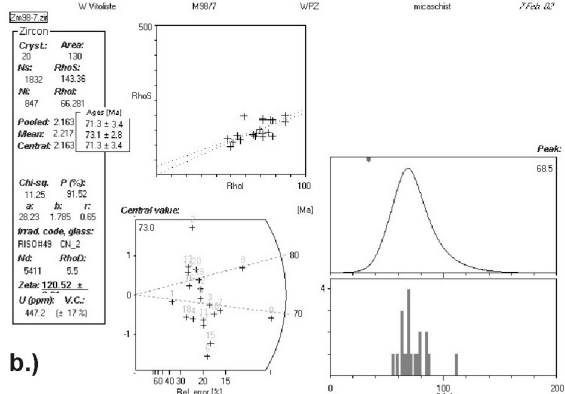 W Vitoliste M98/7 WPZ micaschist 7 Feb 03
Zm98-7.zir
Zircon
Cryst.: Area:
20 130
Ns: RhoS:
1832 143.36
Ni: RhoI:
847 66.281
Ages [Ma]
Pooled: 2.163 71.3 ± 3.4
Mean: 2.217 73.1 ± 2.8
Central: 2.163 71.3 ± 3.4
Chi-sq. P (%):
11.25 91.52
a: b: r:
28.23 1.785 0.65
Irrad. code, glass:
RISOH49 CN_2
Nd: RhoD:
5411 5.5
Zeta: 120.52 ±
U (ppm): V.C.:
447.2 (± 17 %)
500
RhoS
RhoI 100
Central value: [Ma]
73.0
80
70
1
0
-1
60 40 30 20 15
Rel. error [%]
Peak:
68.5
4
2
0 100 200
b.)